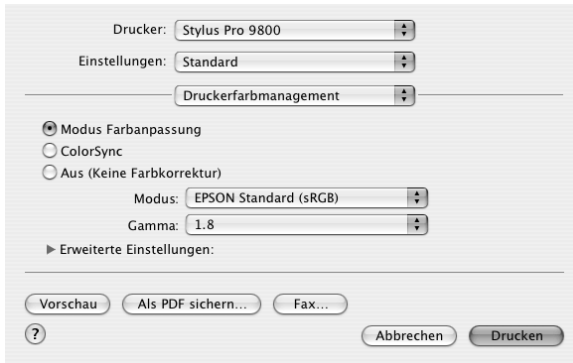 Drucker: Stylus Pro 9800
Einstellungen: Standard
Druckerfarbmanagement
Modus Farbanpassung
ColorSync
Aus (Keine Farbkorrektur)
Modus: EPSON Standard (sRGB)
Gamma: 1.8
Erweiterte Einstellungen:
Vorschau Als PDF sichern... Fax...
? Abbrechen Drucken